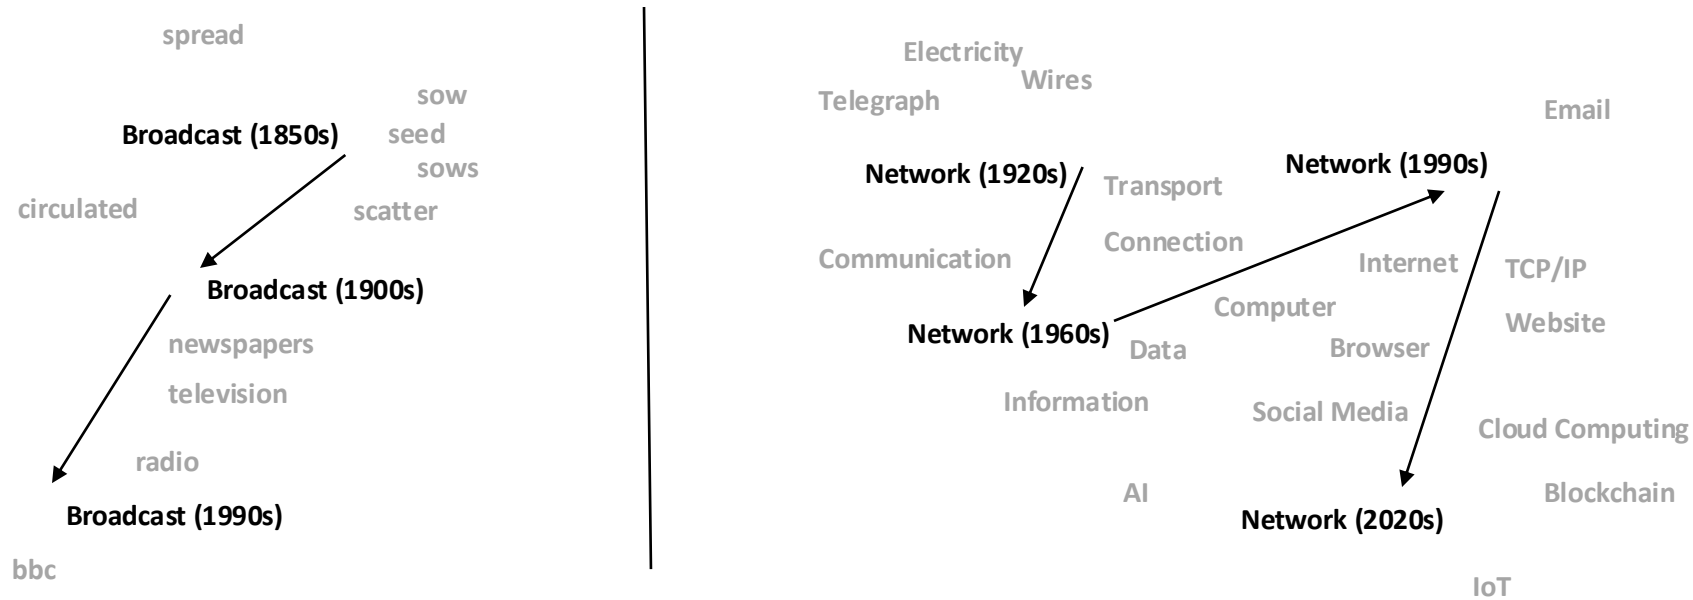 spread
sow
Broadcast (1850s)
seed
sows
circulated
scatter
Broadcast (1900s)
newspapers
television
radio
Broadcast (1990s)
bbc
Electricity
Wires
Telegraph
Email
Network (1920s)
Network (1990s)
Transport
Connection
Communication
Internet
TCP/IP
Computer
Network (1960s)
Website
Data
Browser
Information
Social Media
Cloud Computing
AI
Blockchain
Network (2020s)
IoT